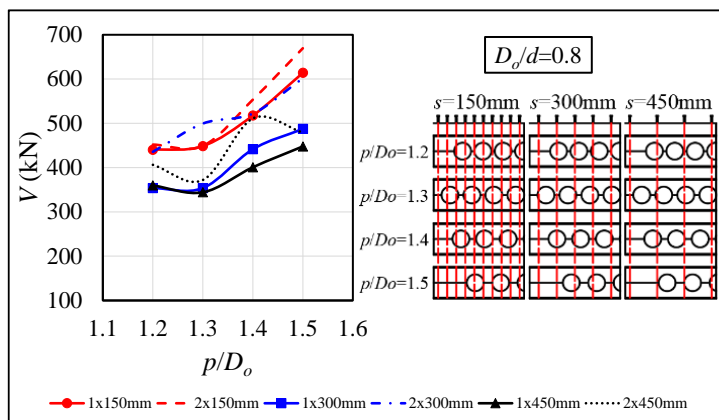 700
600
500
400
300
200
100
V (kN)
1.1 1.2 1.3 1.4 1.5 1.6
p/Do
Do/d=0.8
s=150mm s=300mm s=450mm
p/Do=1.2
p/Do=1.3
p/Do=1.4
p/Do=1.5
1x150mm 2x150mm 1x300mm 2x300mm 1x450mm 2x450mm